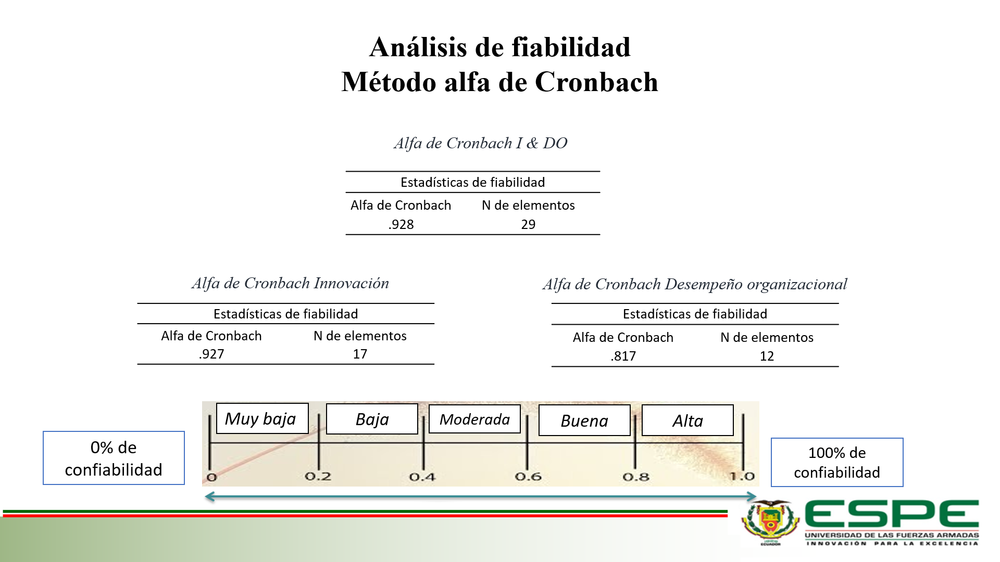 Análisis de fiabilidad
Método alfa de Cronbach
Alfa de Cronbach I & DO
Estadísticas de fiabilidad
Alfa de Cronbach N de elementos
.928 29
Alfa de Cronbach Innovación
Estadísticas de fiabilidad
Alfa de Cronbach N de elementos
.927 17
Alfa de Cronbach Desempeño organizacional
Estadísticas de fiabilidad
Alfa de Cronbach N de elementos
.817 12
Muy baja Baja Moderada Buena Alta
0 0.2 0.4 0.6 0.8 1.0
0% de
confiabilidad
100% de
confiabilidad
ESPE
UNIVERSIDAD DE LAS FUERZAS ARMADAS
INNOVACIÓN PARA LA EXCELENCIA
ECUADOR